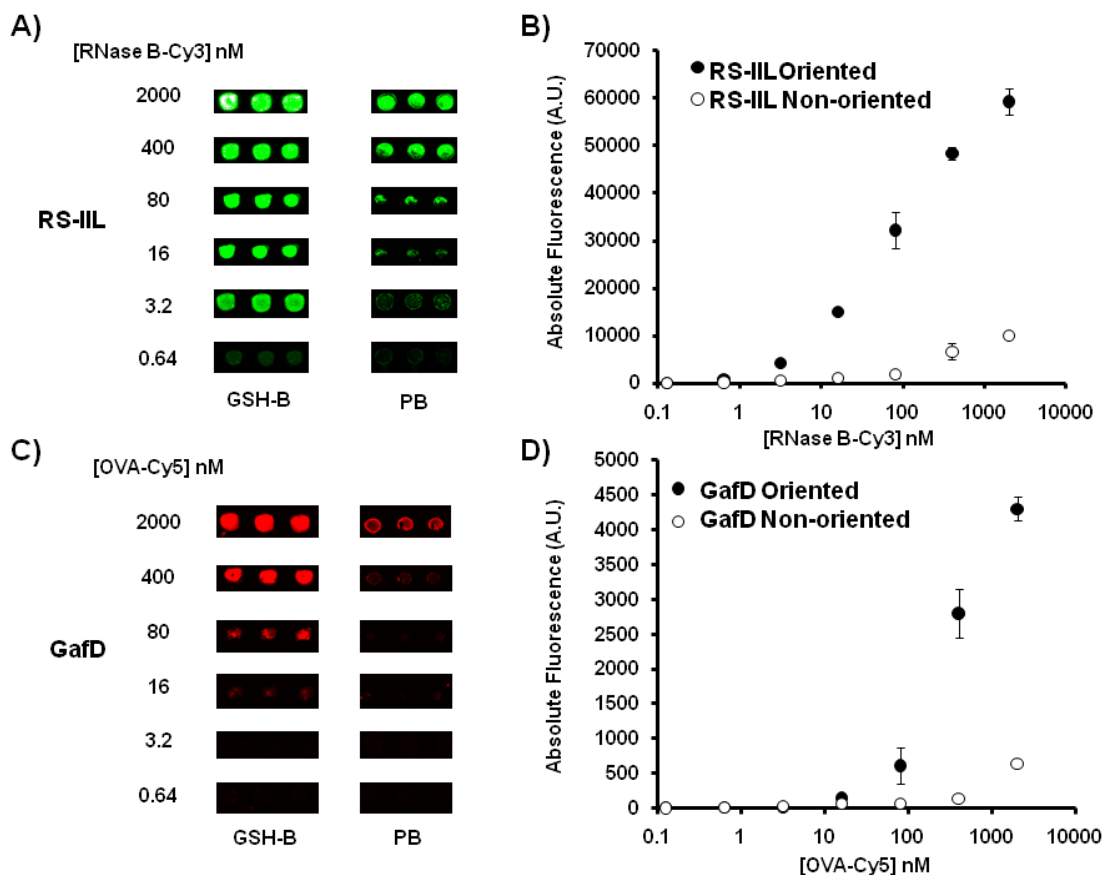 A)
[RNase B-Cy3] nM
RS-IIL
2000
400
80
16
3.2
0.64
GSH-B PB
B)
Absolute Fluorescence (A.U.)
70000
60000
50000
40000
30000
20000
10000
0
RS-IIL Oriented
RS-IIL Non-oriented
0.1 1 10 100 1000 10000
[RNase B-Cy3] nM
C)
[OVA-Cy5] nM
GafD
2000
400
80
16
3.2
0.64
GSH-B PB
D)
Absolute Fluorescence (A.U.)
5000
4500
4000
3500
3000
2500
2000
1500
1000
500
0
GafD Oriented
GafD Non-oriented
0.1 1 10 100 1000 10000
[OVA-Cy5] nM